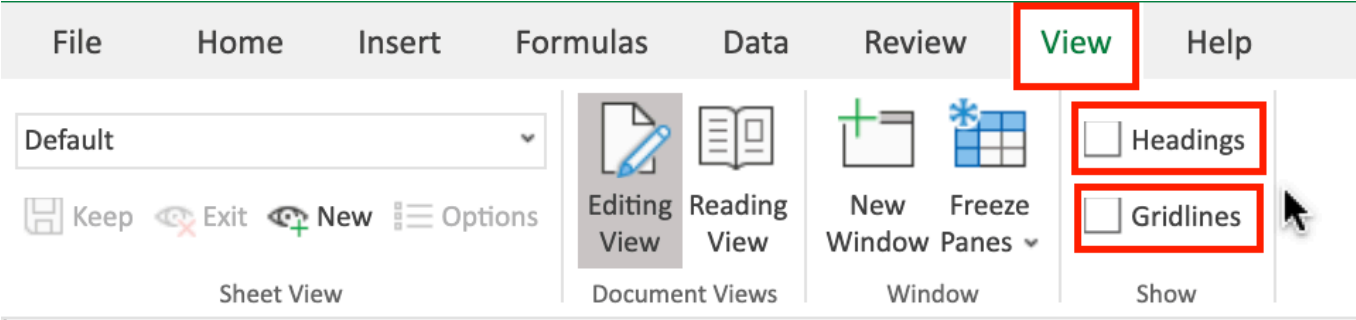 File Home Insert Formulas Data Review View Help
Default
Keep Exit New Options
Sheet View
Editing View
Reading View
Document Views
New Window
Freeze Panes
Window
Headings
Gridlines
Show